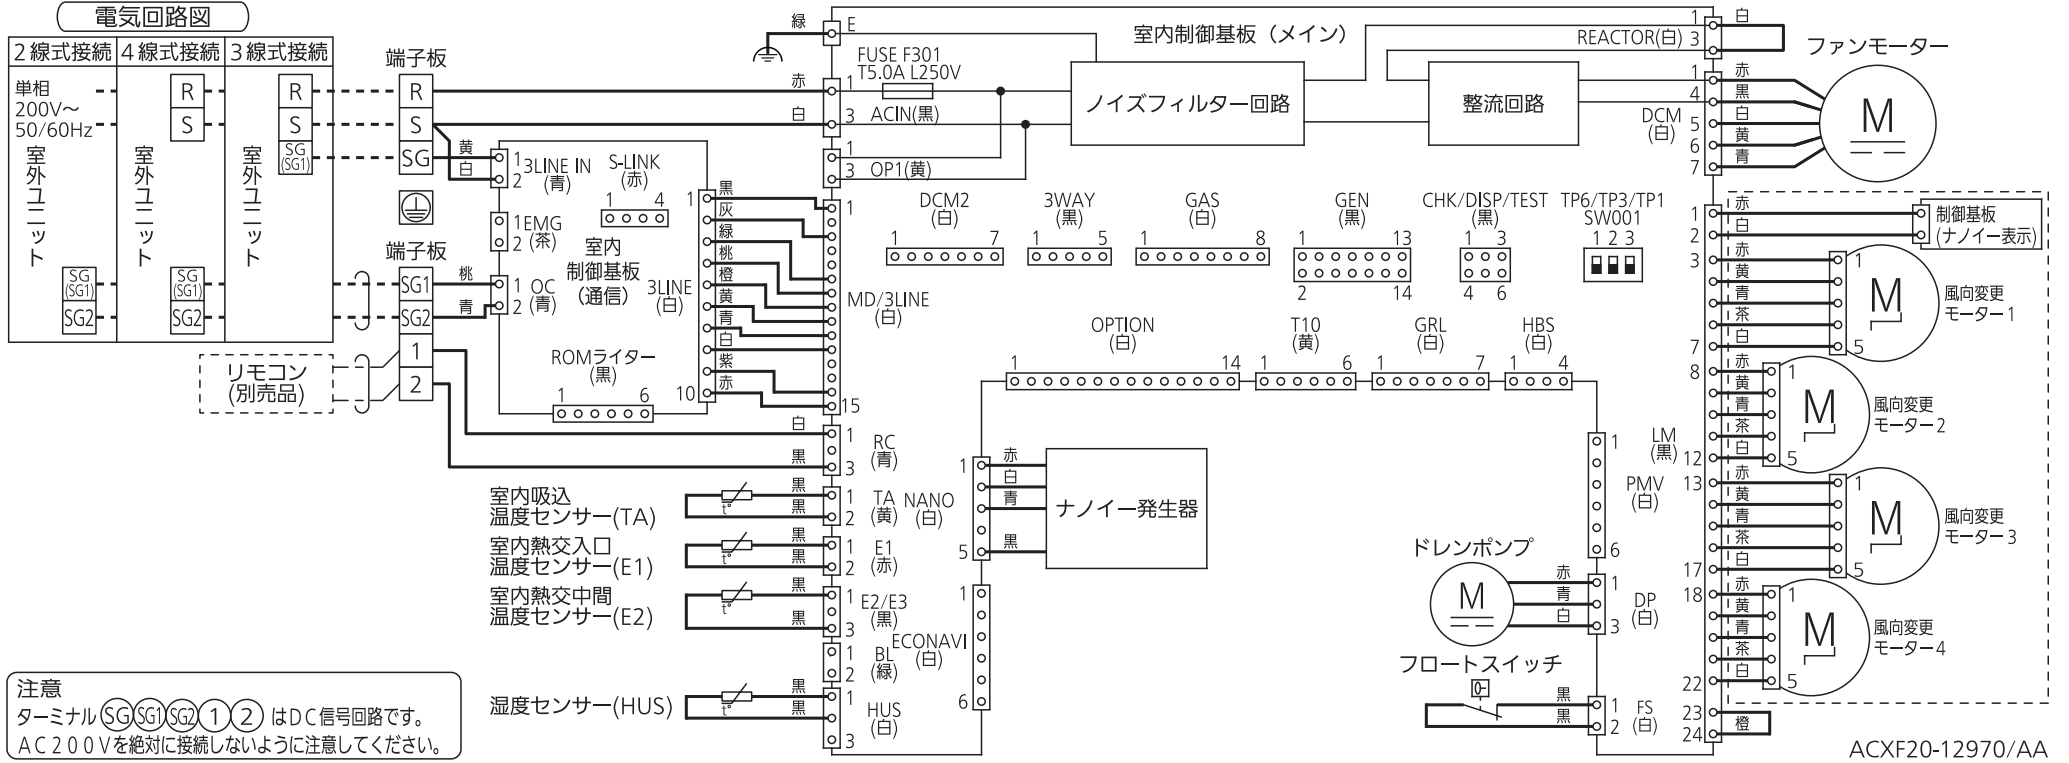 電気回路図
2線式接続 4線式接続 3線式接続
単相
200V～
50/60Hz
室外ユニット
室外ユニット
室外ユニット
R
S
R
S
SG
(SG1)
SG
(SG1)
SG2
SG
(SG1)
SG2
端子板
R
S
SG
端子板
SG1
SG2
1
2
リモコン
(別売品)
黄
白
桃
青
1
2
3LINE IN
(青)
1
2
EMG
(茶)
1
2
OC
(青)
S-LINK
(赤)
1 4
室内
制御基板
(通信)
3LINE
(白)
1
10
ROMライター
(黒)
1 6
黒
灰
緑
桃
橙
黄
青
白
紫
赤
緑
E
赤
白
1
3
FUSE F301
T5.0A L250V
ACIN(黒)
1
3
OP1(黄)
室内制御基板（メイン）
ノイズフィルター回路
整流回路
REACTOR(白)
1
3
白
ファンモーター
M
DCM
(白)
1
4
5
6
7
赤
黒
白
黄
青
1
15
MD/3LINE
(白)
DCM2
(白)
1 7
3WAY
(黒)
1 5
GAS
(白)
1 8
GEN
(黒)
1 13
2 14
CHK/DISP/TEST
(黒)
1 3
4 6
TP6/TP3/TP1
SW001
1 2 3
OPTION
(白)
1 14
T10
(黄)
1 6
GRL
(白)
1 7
HBS
(白)
1 4
白
黒
1
3
RC
(青)
室内吸込
温度センサー(TA)
t°
黒
黒
1
2
TA
(黄)
室内熱交入口
温度センサー(E1)
t°
黒
黒
1
2
E1
(赤)
室内熱交中間
温度センサー(E2)
t°
黒
黒
1
3
E2/E3
(黒)
1
2
BL
(緑)
湿度センサー(HUS)
t°
黒
黒
1
3
HUS
(白)
NANO
(白)
1
5
赤
白
青
黒
ナノイー発生器
ECONAVI
(白)
1
6
PMV
(白)
1
6
ドレンポンプ
M
赤
青
白
1
3
DP
(白)
フロートスイッチ
黒
黒
1
2
FS
(白)
LM
(黒)
1
2
3
7
8
12
13
17
18
22
23
24
赤
白
制御基板
(ナノイー表示)
赤
黄
青
茶
白
1
5
M
風向変更
モーター1
赤
黄
青
茶
白
1
5
M
風向変更
モーター2
赤
黄
青
茶
白
1
5
M
風向変更
モーター3
赤
黄
青
茶
白
1
5
M
風向変更
モーター4
橙
注意
ターミナル SG SG1 SG2 1 2 はDC信号回路です。
AC200Vを絶対に接続しないように注意してください。
ACXF20-12970/AA